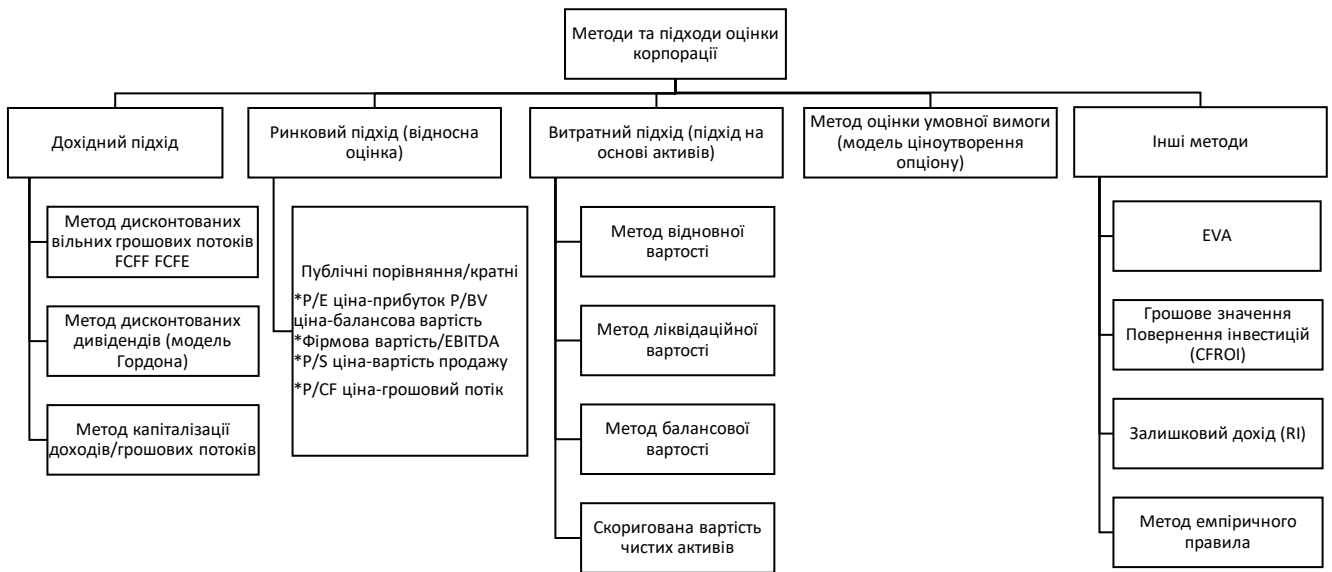 Методи та підходи оцінки
корпорації
Дохідний підхід
Ринковий підхід (відносна
оцінка)
Витратний підхід (підхід на
основі активів)
Метод оцінки умовної вимоги
(модель ціноутворення
опціону)
Інші методи
Метод дисконтованих
вільних грошових потоків
FCFF FCFE
Метод дисконтованих
дивідендів (модель
Гордона)
Метод капіталізації
доходів/грошових потоків
Публічні порівняння/кратні
*P/E ціна-прибуток P/BV
ціна-балансова вартість
*Фірмова вартість/EBITDA
*P/S ціна-вартість продажу
*P/CF ціна-грошовий потік
Метод відновної
вартості
Метод ліквідаційної
вартості
Метод балансової
вартості
Скоригована вартість
чистих активів
EVA
Грошове значення
Повернення інвестицій
(CFROI)
Залишковий дохід (RI)
Метод емпіричного
правила